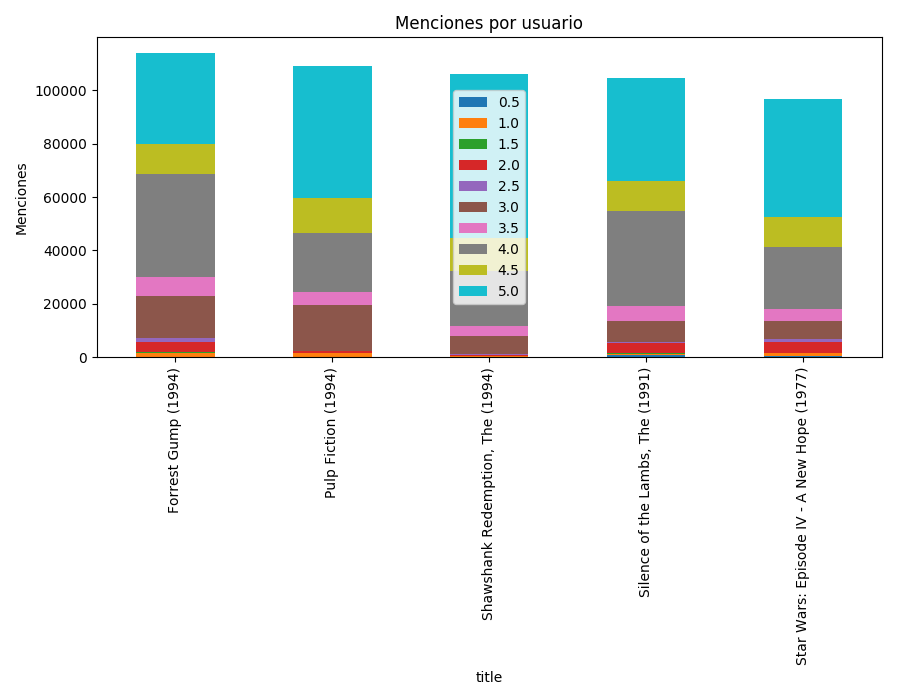 Menciones por usuario
Menciones
100000
80000
60000
40000
20000
0
0.5
1.0
1.5
2.0
2.5
3.0
3.5
4.0
4.5
5.0
Forrest Gump (1994)
Pulp Fiction (1994)
Shawshank Redemption, The (1994)
Silence of the Lambs, The (1991)
Star Wars: Episode IV - A New Hope (1977)
title